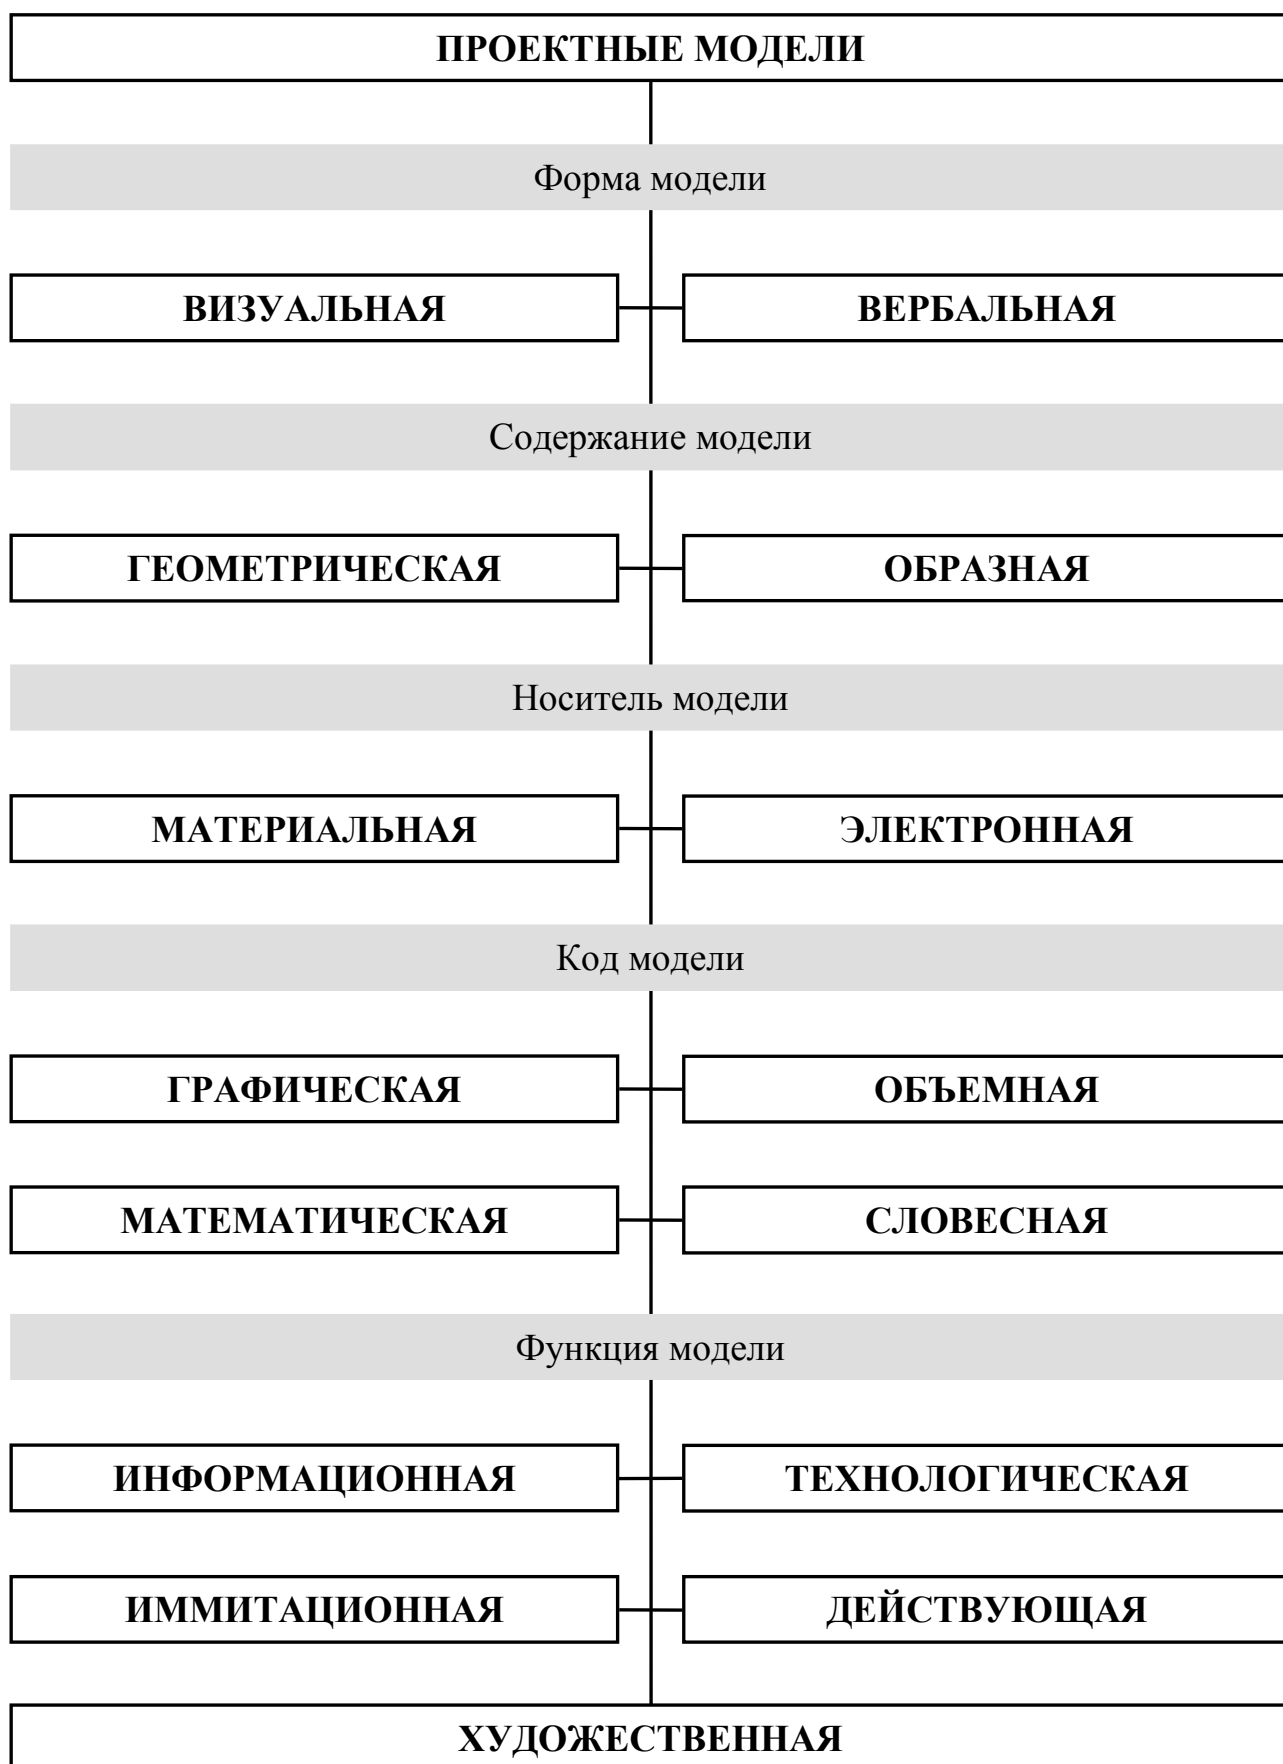 ПРОЕКТНЫЕ МОДЕЛИ
Форма модели
ВИЗУАЛЬНАЯ
ВЕРБАЛЬНАЯ
Содержание модели
ГЕОМЕТРИЧЕСКАЯ
ОБРАЗНАЯ
Носитель модели
МАТЕРИАЛЬНАЯ
ЭЛЕКТРОННАЯ
Код модели
ГРАФИЧЕСКАЯ
ОБЪЕМНАЯ
МАТЕМАТИЧЕСКАЯ
СЛОВЕСНАЯ
Функция модели
ИНФОРМАЦИОННАЯ
ТЕХНОЛОГИЧЕСКАЯ
ИММИТАЦИОННАЯ
ДЕЙСТВУЮЩАЯ
ХУДОЖЕСТВЕННАЯ